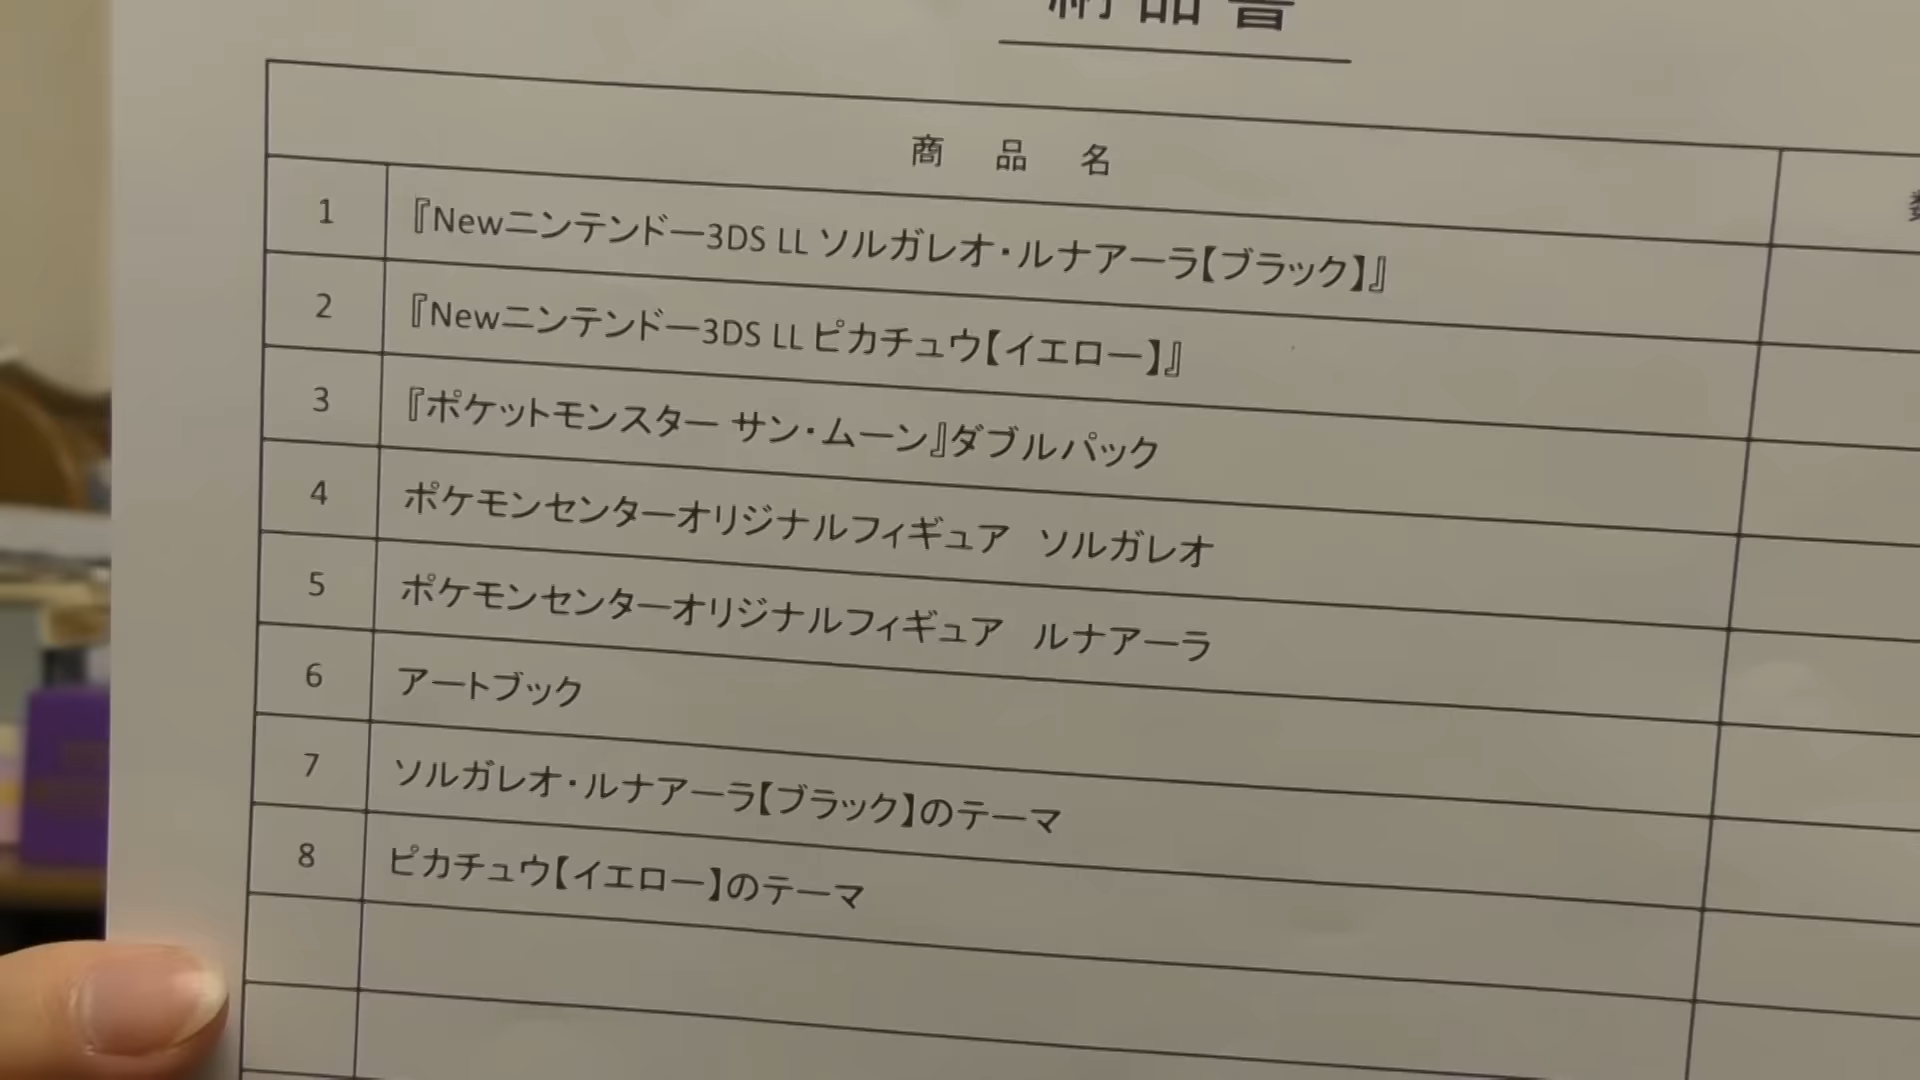 納品書
商品名
数
1 『Newニンテンドー3DS LL ソルガレオ・ルナアーラ【ブラック】』
2 『Newニンテンドー3DS LL ピカチュウ【イエロー】』
3 『ポケットモンスター サン・ムーン』ダブルパック
4 ポケモンセンターオリジナルフィギュア ソルガレオ
5 ポケモンセンターオリジナルフィギュア ルナアーラ
6 アートブック
7 ソルガレオ・ルナアーラ【ブラック】のテーマ
8 ピカチュウ【イエロー】のテーマ